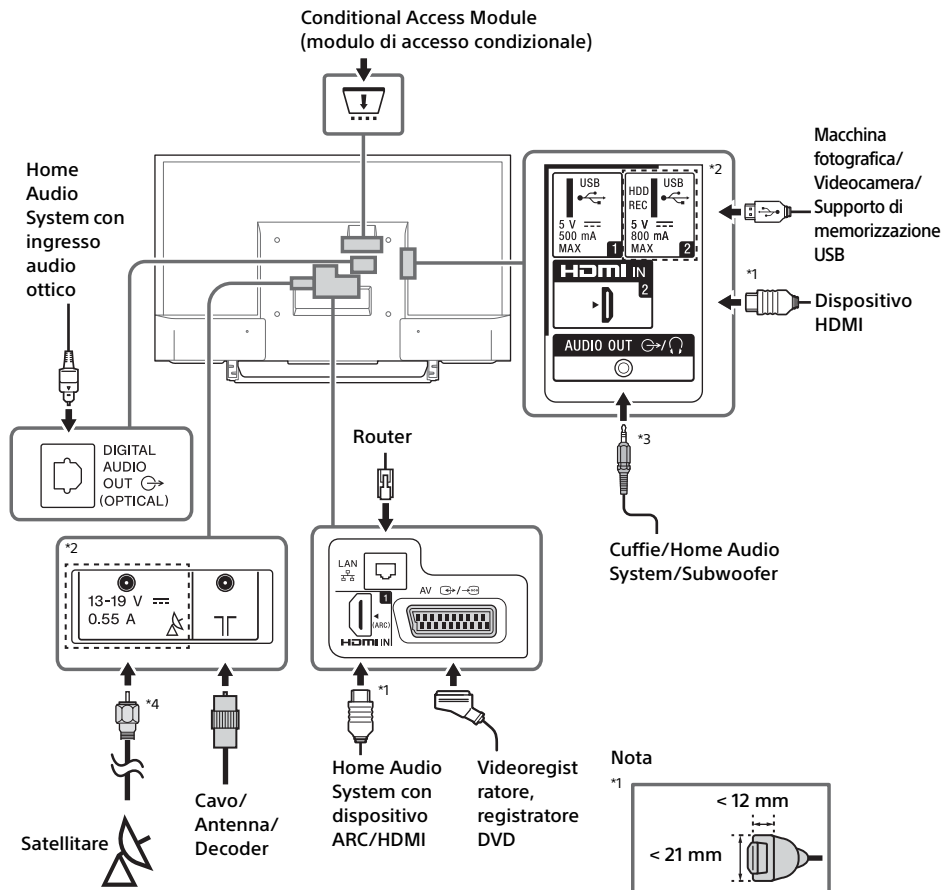 Conditional Access Module
(modulo di accesso condizionale)
Home
Audio
System con
ingresso
audio
ottico
DIGITAL
AUDIO
OUT
(OPTICAL)
*2
USB
5 V
500 mA
MAX
1
HDD
REC
USB
5 V
800 mA
MAX
2
HDMI IN
2
AUDIO OUT
Macchina
fotografica/
Videocamera/
Supporto di
memorizzazione
USB
*1
Dispositivo
HDMI
*3
Cuffie/Home Audio
System/Subwoofer
Router
LAN
1
(ARC)
HDMI IN
AV
*2
13-19 V
0.55 A
*4
Satellitare
Cavo/
Antenna/
Decoder
*1
Home Audio
System con
dispositivo
ARC/HDMI
Videoregist
ratore,
registratore
DVD
Nota
*1
< 12 mm
< 21 mm